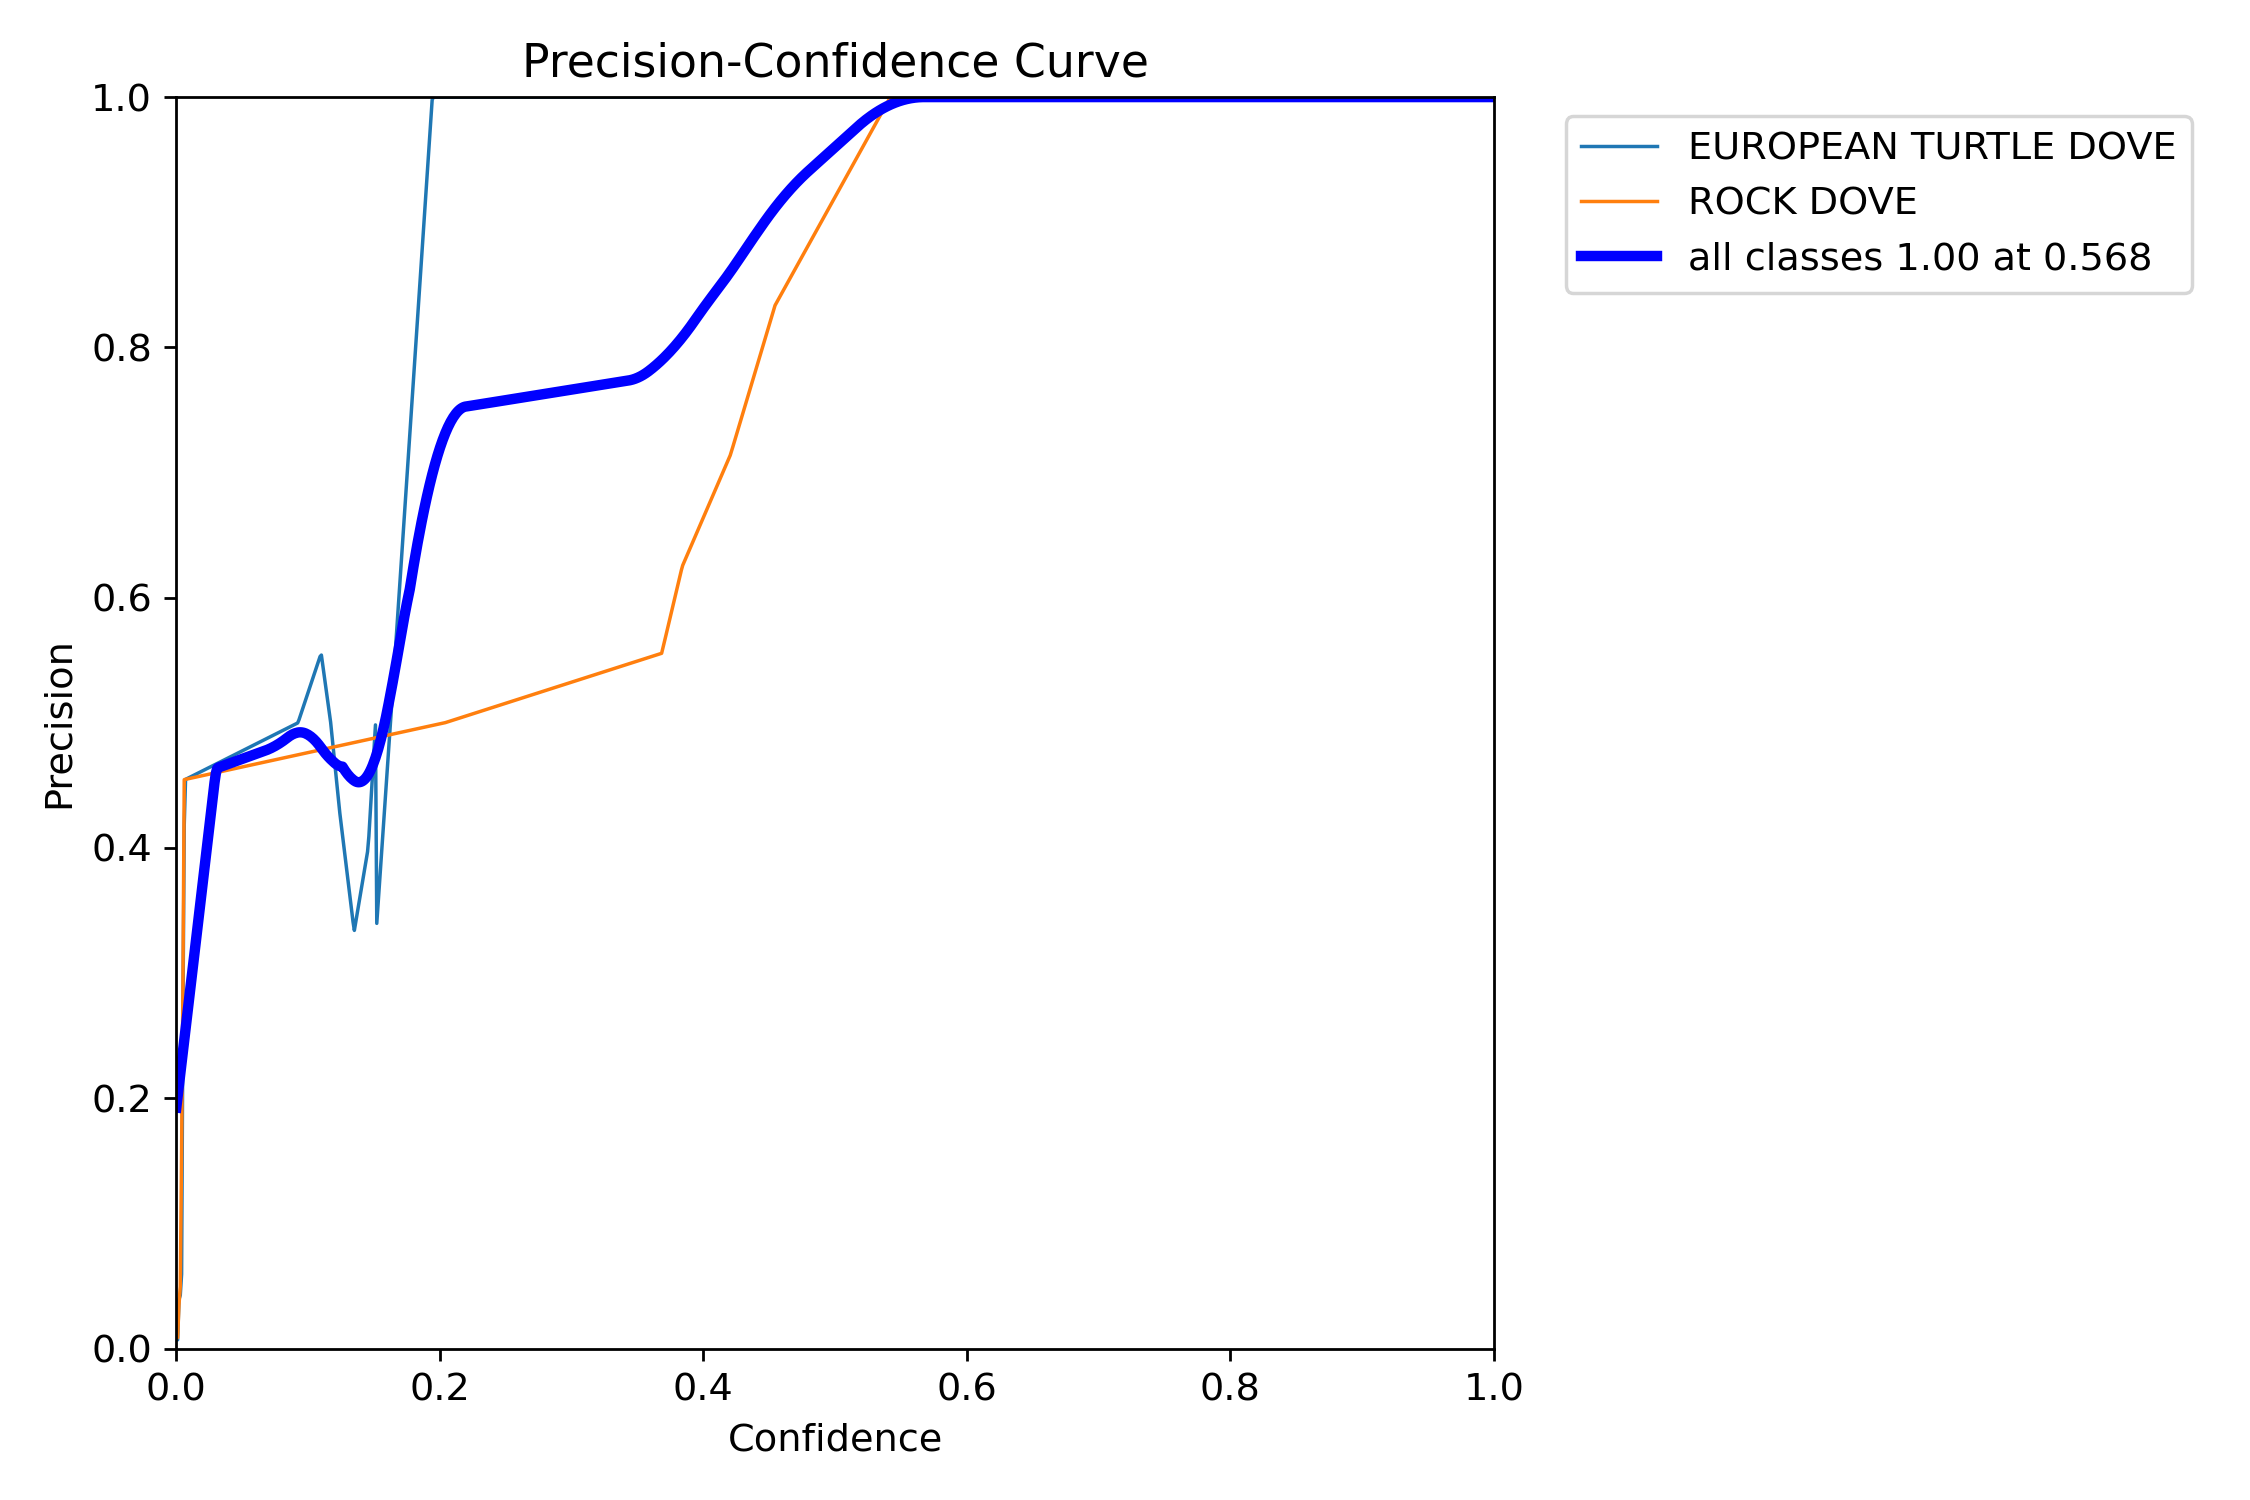 Precision-Confidence Curve
1.0
0.8
0.6
0.4
0.2
0.0
Precision
0.0 0.2 0.4 0.6 0.8 1.0
Confidence
EUROPEAN TURTLE DOVE
ROCK DOVE
all classes 1.00 at 0.568